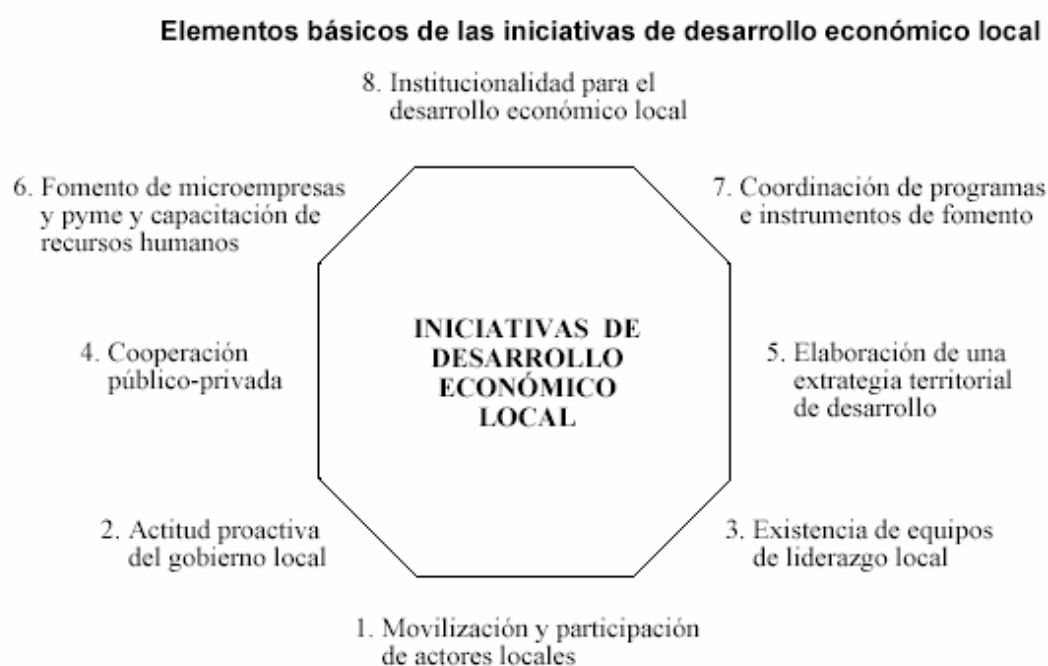 Elementos básicos de las iniciativas de desarrollo económico local
8. Institucionalidad para el
desarrollo económico local
6. Fomento de microempresas
y pyme y capacitación de
recursos humanos
7. Coordinación de programas
e instrumentos de fomento
INICIATIVAS DE
DESARROLLO
ECONÓMICO
LOCAL
4. Cooperación
público-privada
5. Elaboración de una
extrategia territorial
de desarrollo
2. Actitud proactiva
del gobierno local
3. Existencia de equipos
de liderazgo local
1. Movilización y participación
de actores locales